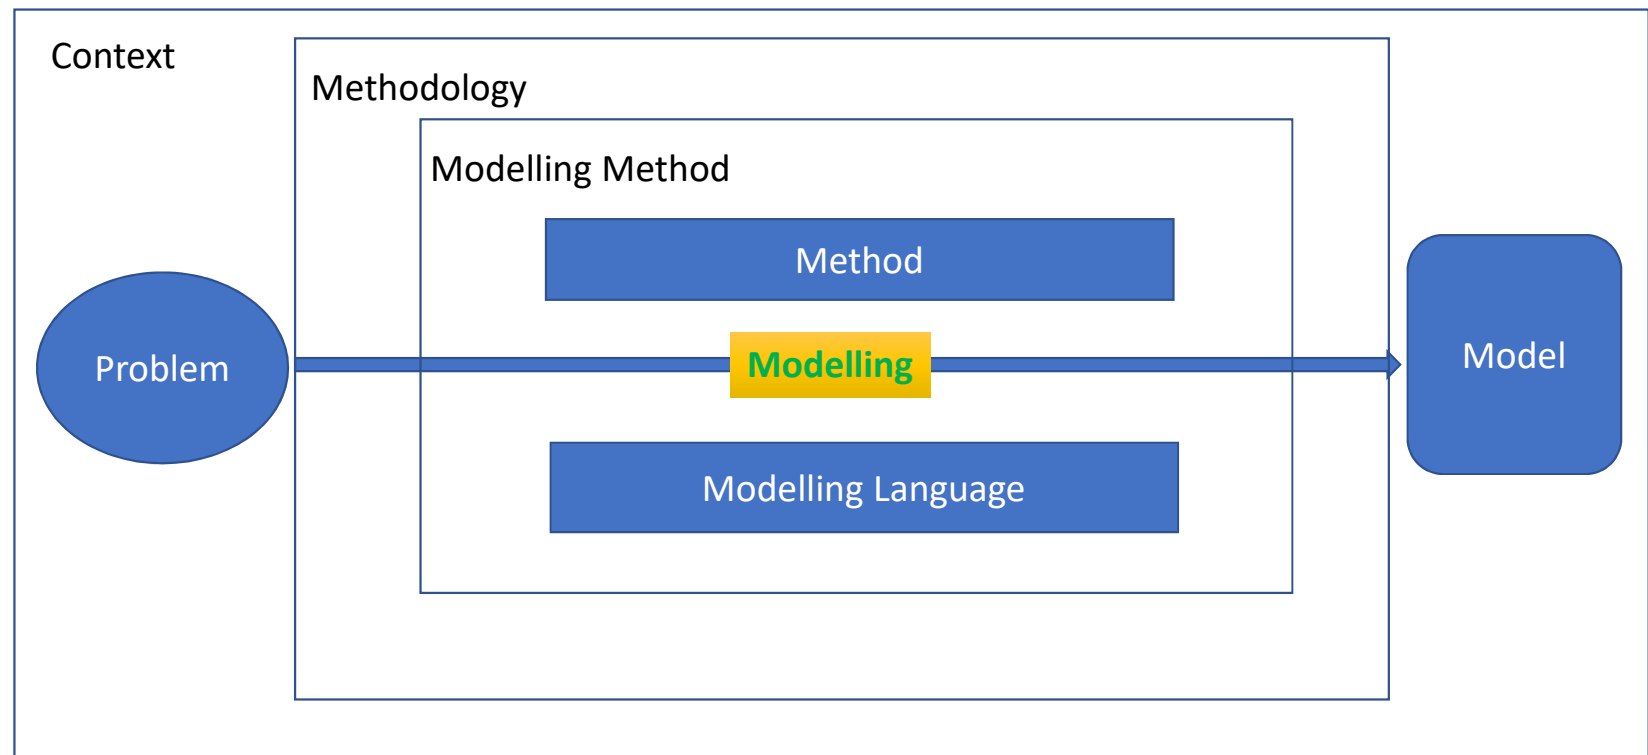 Context
Methodology
Modelling Method
Method
Problem
Modelling
Model
Modelling Language